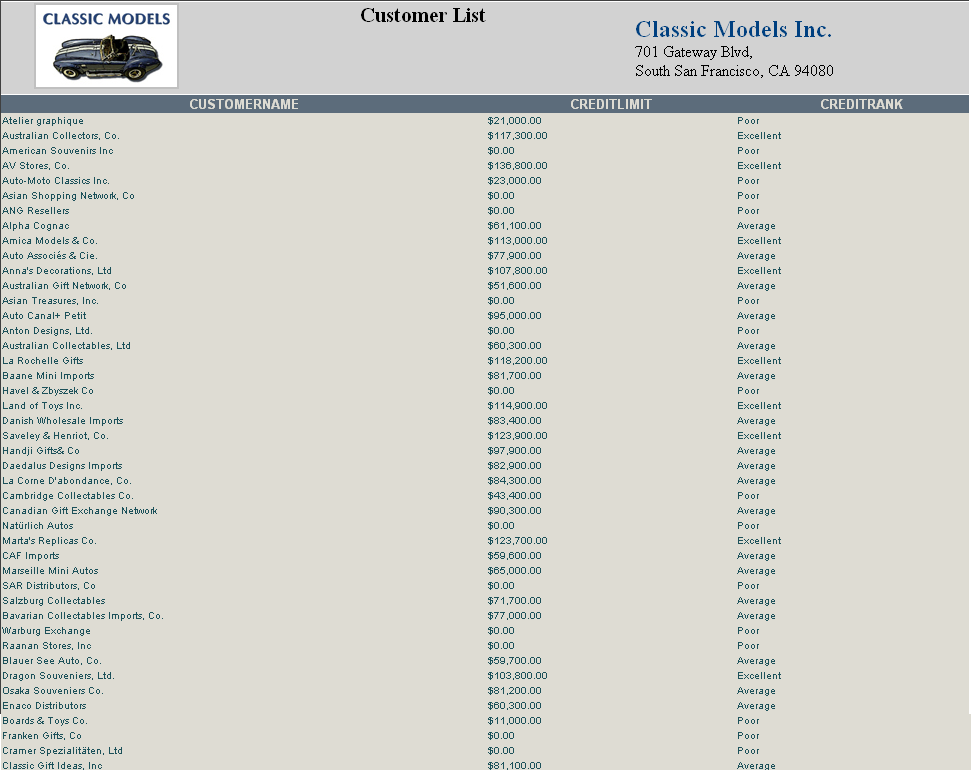 CLASSIC MODELS
Customer List
Classic Models Inc.
701 Gateway Blvd,
South San Francisco, CA 94080
CUSTOMERNAME CREDITLIMIT CREDITRANK
Atelier graphique $21,000.00 Poor
Australian Collectors, Co. $117,300.00 Excellent
American Souvenirs Inc $0.00 Poor
AV Stores, Co. $136,800.00 Excellent
Auto-Moto Classics Inc. $23,000.00 Poor
Asian Shopping Network, Co $0.00 Poor
ANG Resellers $0.00 Poor
Alpha Cognac $61,100.00 Average
Amica Models & Co. $113,000.00 Excellent
Auto Associés & Cie. $77,900.00 Average
Anna's Decorations, Ltd $107,800.00 Excellent
Australian Gift Network, Co $51,600.00 Average
Asian Treasures, Inc. $0.00 Poor
Auto Canal+ Petit $95,000.00 Average
Anton Designs, Ltd. $0.00 Poor
Australian Collectables, Ltd $60,300.00 Average
La Rochelle Gifts $118,200.00 Excellent
Baane Mini Imports $81,700.00 Average
Havel & Zbyszek Co $0.00 Poor
Land of Toys Inc. $114,900.00 Excellent
Danish Wholesale Imports $83,400.00 Average
Saveley & Henriot, Co. $123,900.00 Excellent
Handji Gifts& Co $97,900.00 Average
Daedalus Designs Imports $82,900.00 Average
La Corne D'abondance, Co. $84,300.00 Average
Cambridge Collectables Co. $43,400.00 Poor
Canadian Gift Exchange Network $90,300.00 Average
Natürlich Autos $0.00 Poor
Marta's Replicas Co. $123,700.00 Excellent
CAF Imports $59,600.00 Average
Marseille Mini Autos $65,000.00 Average
SAR Distributors, Co $0.00 Poor
Salzburg Collectables $71,700.00 Average
Bavarian Collectables Imports, Co. $77,000.00 Average
Warburg Exchange $0.00 Poor
Raanan Stores, Inc $0.00 Poor
Blauer See Auto, Co. $59,700.00 Average
Dragon Souveniers, Ltd. $103,800.00 Excellent
Osaka Souveniers Co. $81,200.00 Average
Enaco Distributors $60,300.00 Average
Boards & Toys Co. $11,000.00 Poor
Franken Gifts, Co $0.00 Poor
Cramer Spezialitäten, Ltd $0.00 Poor
Classic Gift Ideas, Inc $81,100.00 Average